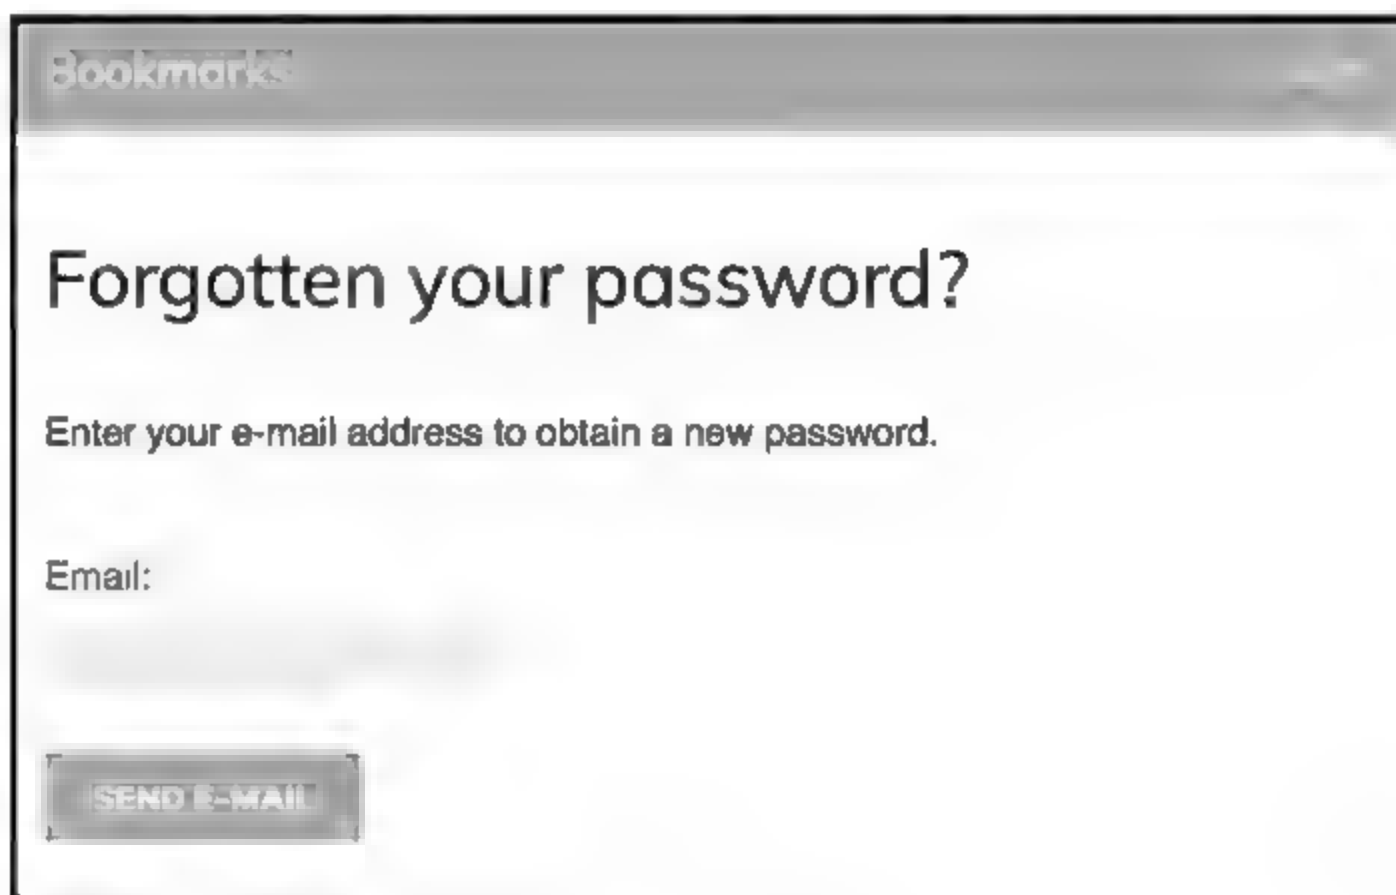 Bookmarks
Forgotten your password?
Enter your e-mail address to obtain a new password.
Email:
SEND E-MAIL